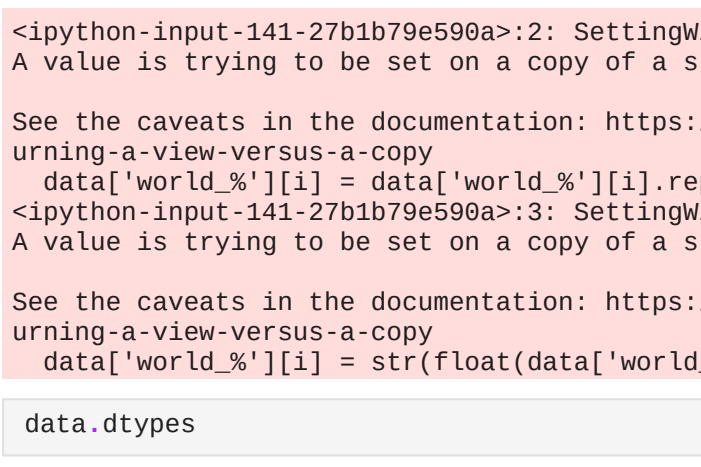 <ipython-input-141-27b1b79e590a>:2: SettingW
A value is trying to be set on a copy of a s
See the caveats in the documentation: https:
urning-a-view-versus-a-copy
data['world_%'][i] = data['world_%'][i].re
<ipython-input-141-27b1b79e590a>:3: SettingW
A value is trying to be set on a copy of a s
See the caveats in the documentation: https:
urning-a-view-versus-a-copy
data['world_%'][i] = str(float(data['world_
data.dtypes